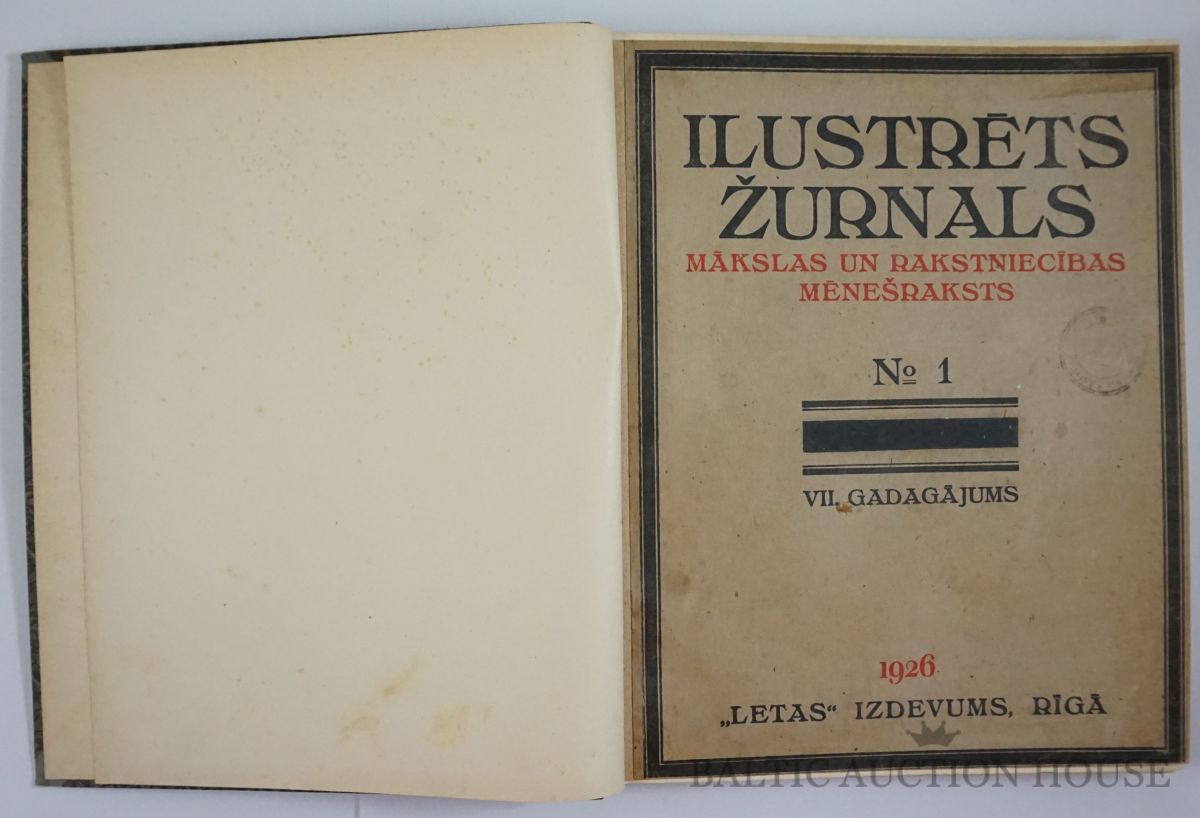 ILUSTRĒTS
ŽURNALS
MĀKSLAS UN RAKSTNIECĪBAS
MĒNEŠRAKSTS
№ 1
VII. GADAGĀJUMS
1926.
„LETAS“ IZDEVUMS, RĪGĀ
BALTIC AUCTION HOUSE